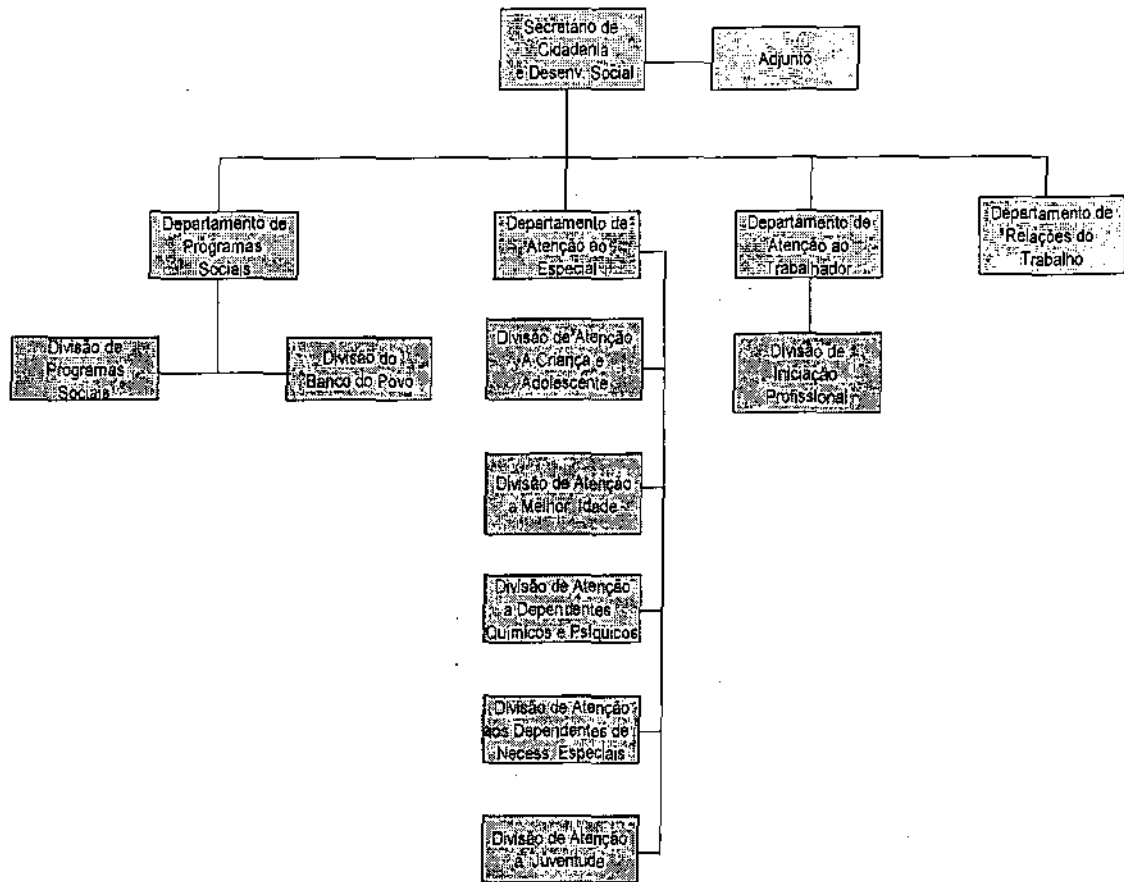 Secretário de
Cidadania
e Desenv. Social
Adjunto
Departamento de
Programas
Sociais
Departamento de
Atenção ao
Especial
Departamento de
Atenção ao
Trabalhador
Departamento de
Relações do
Trabalho
Divisão de
Programas
Sociais
Divisão do
Banco do Povo
Divisão de Atenção
A Criança e
Adolescente
Divisão de
Iniciação
Profissional
Divisão de Atenção
a Melhor Idade
Divisão de Atenção
a Dependentes
Químicos e Psíquicos
Divisão de Atenção
aos Dependentes de
Necess. Especiais
Divisão de Atenção
à Juventude